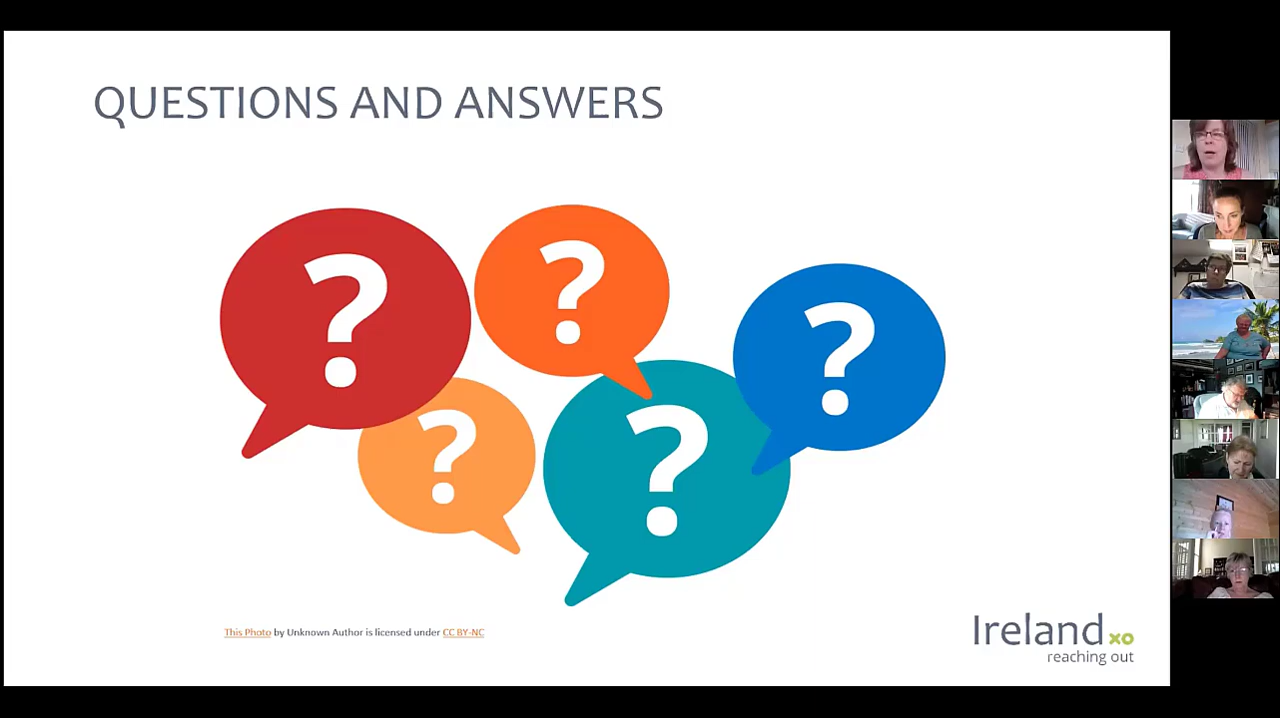 QUESTIONS AND ANSWERS
?
?
?
?
?
This Photo by Unknown Author is licensed under CC BY-NC
Ireland xo
reaching out